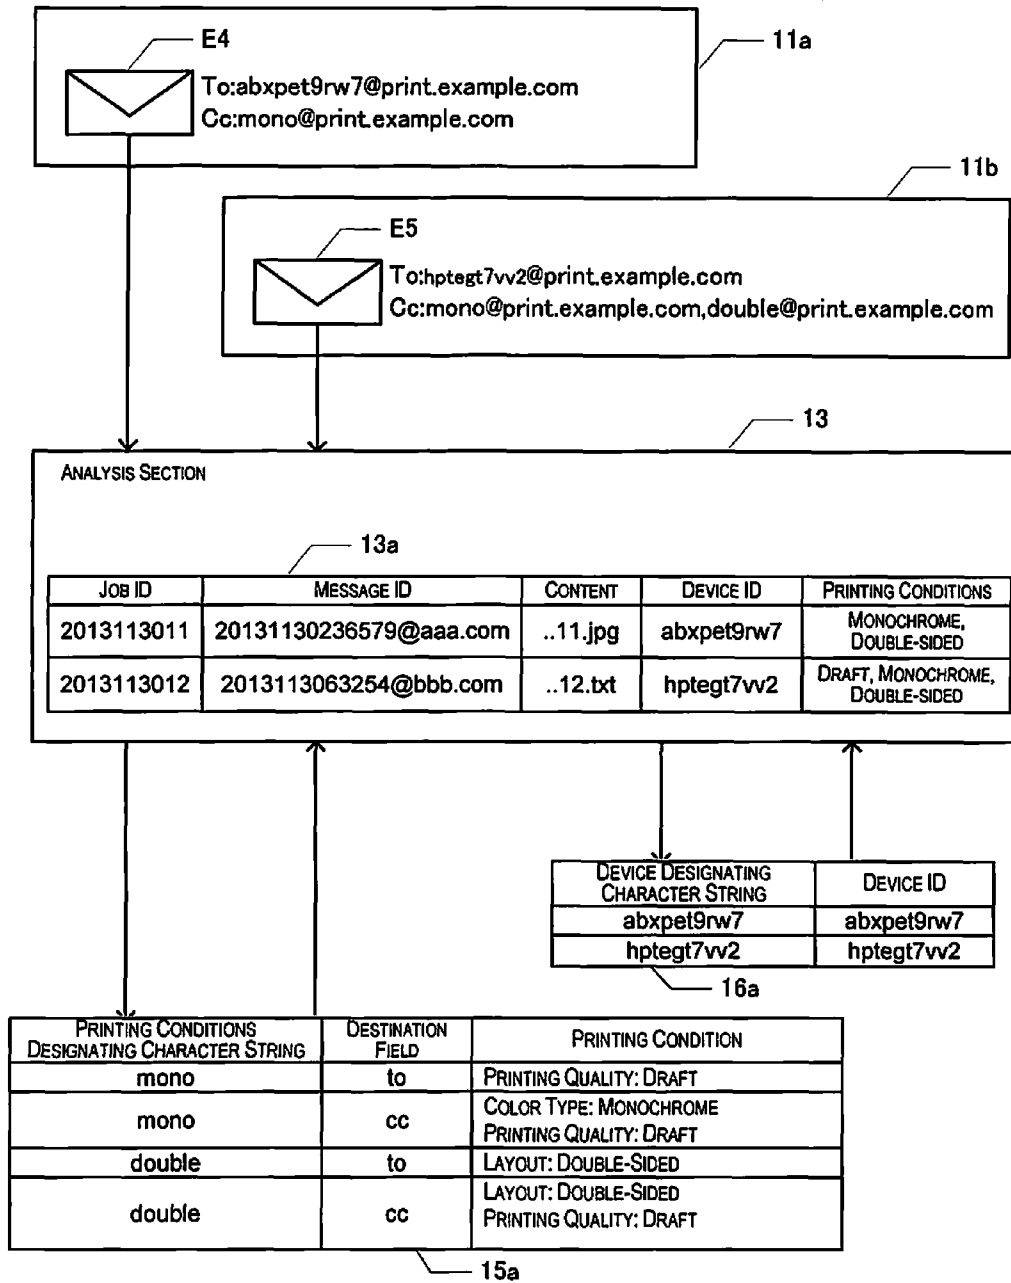 E4
11a
To:abxpet9rw7@print.example.com
Cc:mono@print.example.com
11b
E5
To:hptegt7vv2@print.example.com
Cc:mono@print.example.com,double@print.example.com
13
ANALYSIS SECTION
13a
JOB ID MESSAGE ID CONTENT DEVICE ID PRINTING CONDITIONS
2013113011 20131130236579@aaa.com ..11.jpg abxpet9rw7 MONOCHROME,
DOUBLE-SIDED
2013113012 2013113063254@bbb.com ..12.txt hptegt7vv2 DRAFT, MONOCHROME,
DOUBLE-SIDED
DEVICE DESIGNATING
CHARACTER STRING DEVICE ID
abxpet9rw7 abxpet9rw7
hptegt7vv2 hptegt7vv2
16a
PRINTING CONDITIONS
DESIGNATING CHARACTER STRING DESTINATION
FIELD PRINTING CONDITION
mono to PRINTING QUALITY: DRAFT
mono cc COLOR TYPE: MONOCHROME
PRINTING QUALITY: DRAFT
double to LAYOUT: DOUBLE-SIDED
double cc LAYOUT: DOUBLE-SIDED
PRINTING QUALITY: DRAFT
15a